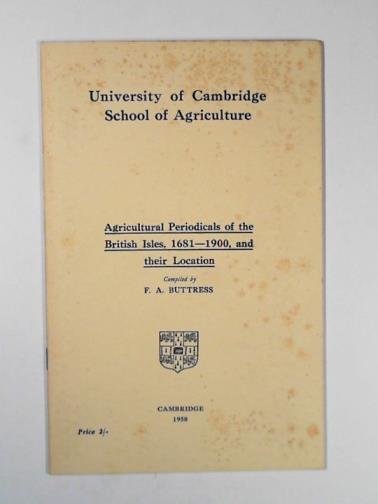 University of Cambridge
School of Agriculture
Agricultural Periodicals of the
British Isles, 1681—1900, and
their Location
Compiled by
F. A. BUTTRESS
CAMBRIDGE
1950
Price 2/-